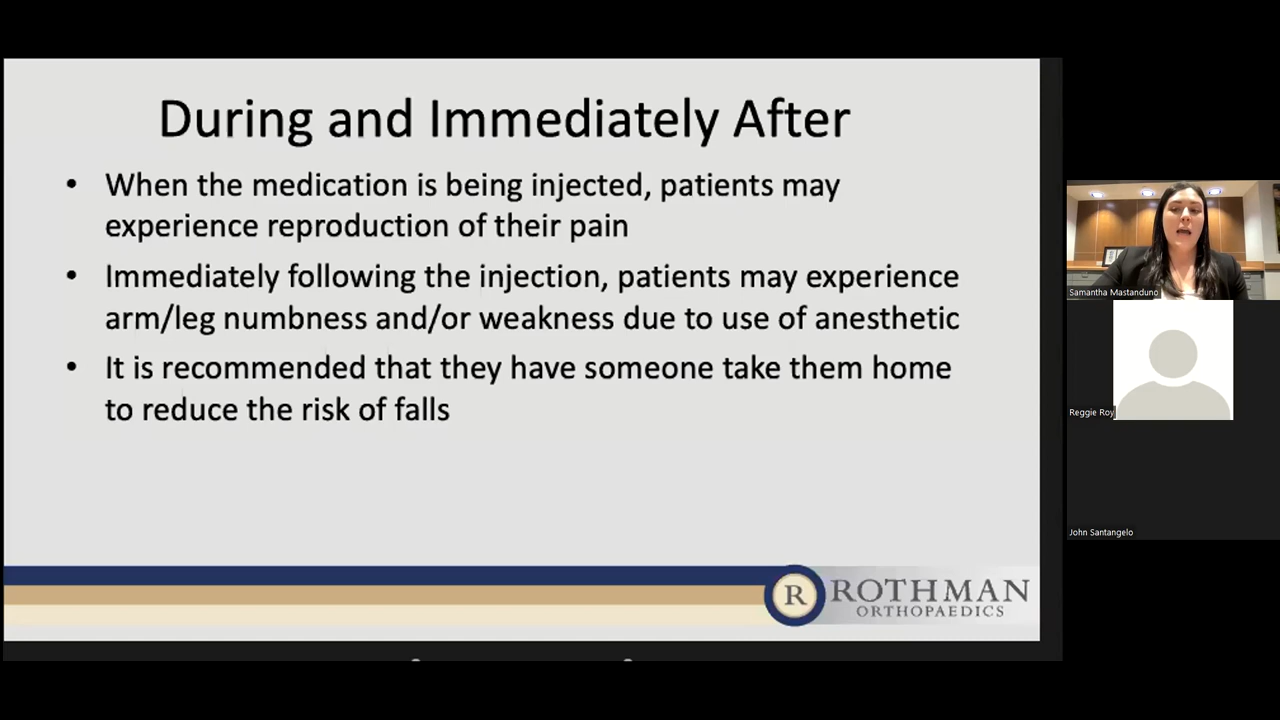 During and Immediately After
• When the medication is being injected, patients may
experience reproduction of their pain
• Immediately following the injection, patients may experience
arm/leg numbness and/or weakness due to use of anesthetic
• It is recommended that they have someone take them home
to reduce the risk of falls
R ROTHMAN
ORTHOPAEDICS
Samantha Mastanduno
Reggie Roy
John Santangelo